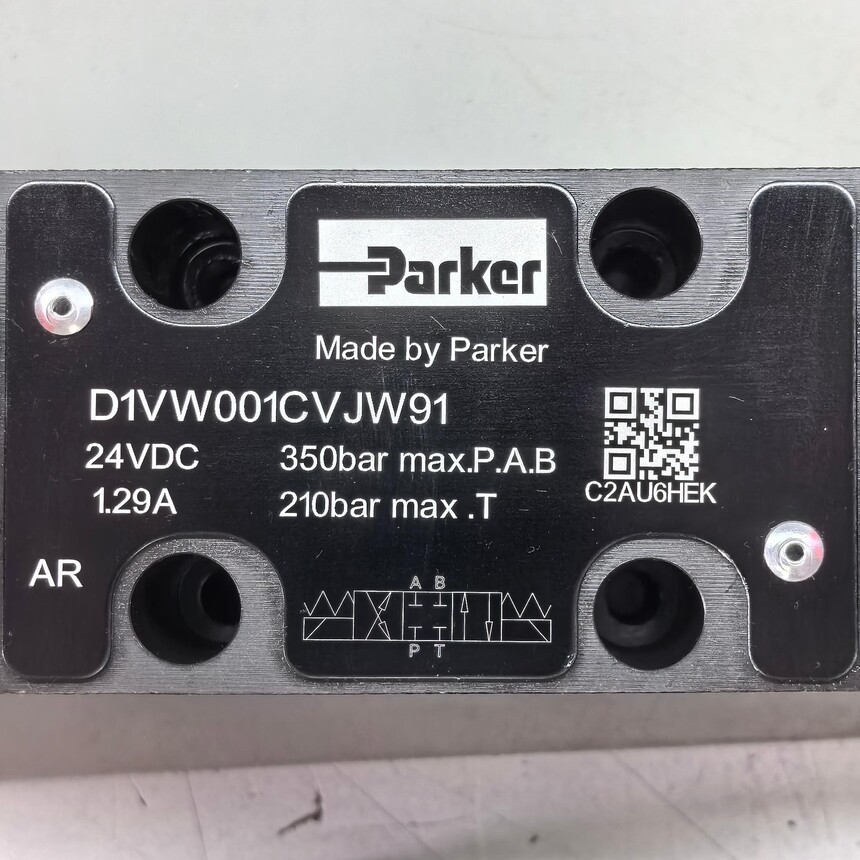 Parker
Made by Parker
D1VW001CVJW91
24VDC 350bar max.P.A.B
1.29A 210bar max .T
C2AU6HEK
AR
A B
P T